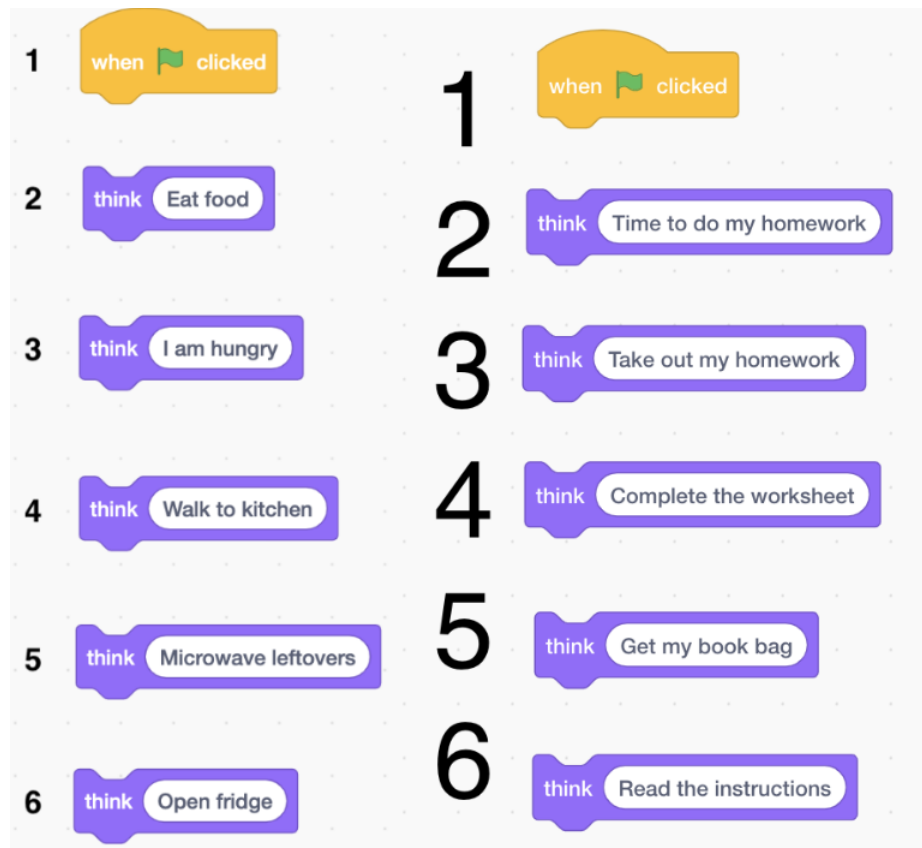 1 when clicked
2 think Eat food
3 think I am hungry
4 think Walk to kitchen
5 think Microwave leftovers
6 think Open fridge
1 when clicked
2 think Time to do my homework
3 think Take out my homework
4 think Complete the worksheet
5 think Get my book bag
6 think Read the instructions